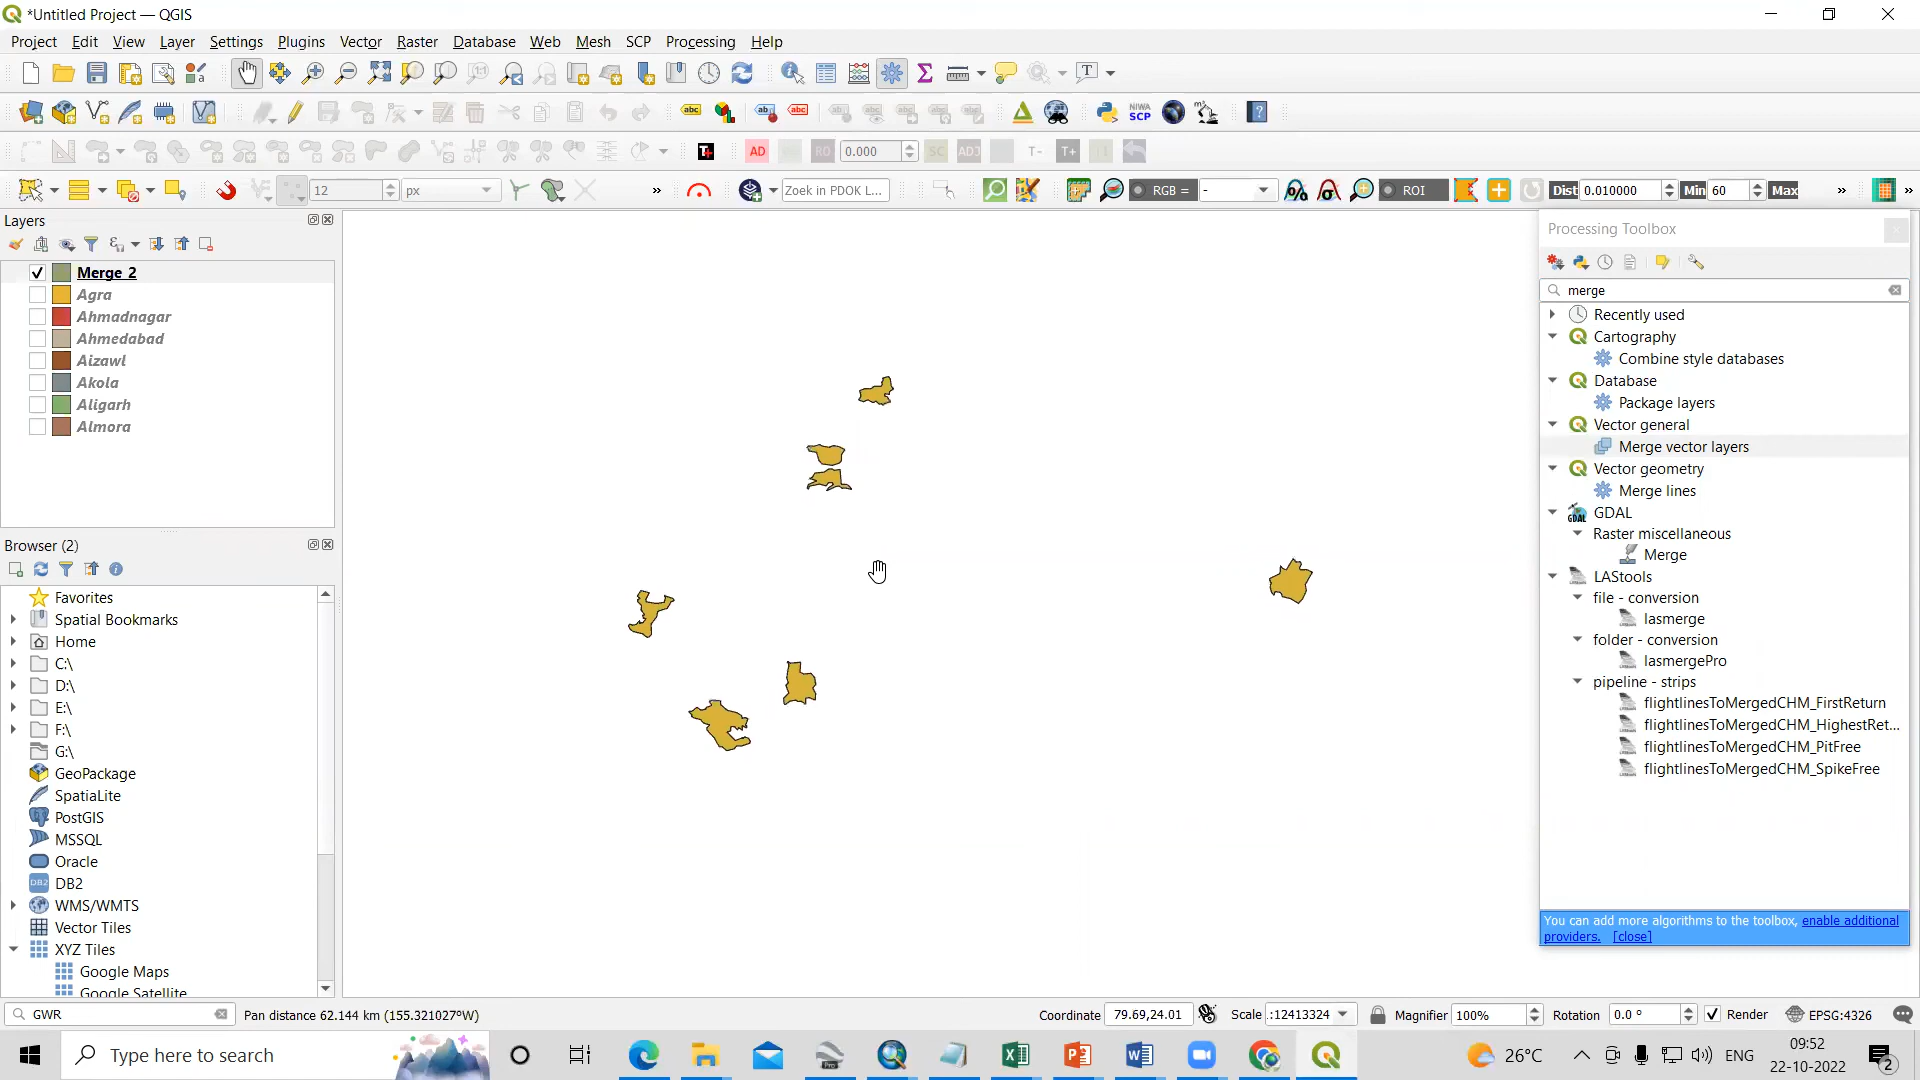 *Untitled Project — QGIS
Project Edit View Layer Settings Plugins Vector Raster Database Web Mesh SCP Processing Help
NIWA SCP
AD RO 0.000 SC ADJ T- T+
12 px » Zoek in PDOK L... RGB = - ROI Dist 0.010000 Min 60 Max » »
Layers
Merge 2
Agra
Ahmadnagar
Ahmedabad
Aizawl
Akola
Aligarh
Almora
Browser (2)
Favorites
Spatial Bookmarks
Home
C:\
D:\
E:\
F:\
G:\
GeoPackage
SpatiaLite
PostGIS
MSSQL
Oracle
DB2
WMS/WMTS
Vector Tiles
XYZ Tiles
Google Maps
Google Satellite
Processing Toolbox
merge
Recently used
Cartography
Combine style databases
Database
Package layers
Vector general
Merge vector layers
Vector geometry
Merge lines
GDAL
Raster miscellaneous
Merge
LAStools
file - conversion
lasmerge
folder - conversion
lasmergePro
pipeline - strips
flightlinesToMergedCHM_FirstReturn
flightlinesToMergedCHM_HighestRet...
flightlinesToMergedCHM_PitFree
flightlinesToMergedCHM_SpikeFree
You can add more algorithms to the toolbox, enable additional
providers. [close]
GWR Pan distance 62.144 km (155.321027°W) Coordinate 79.69,24.01 Scale :12413324 Magnifier 100% Rotation 0.0 ° Render EPSG:4326
Type here to search 26°C ENG 09:52
22-10-2022 2